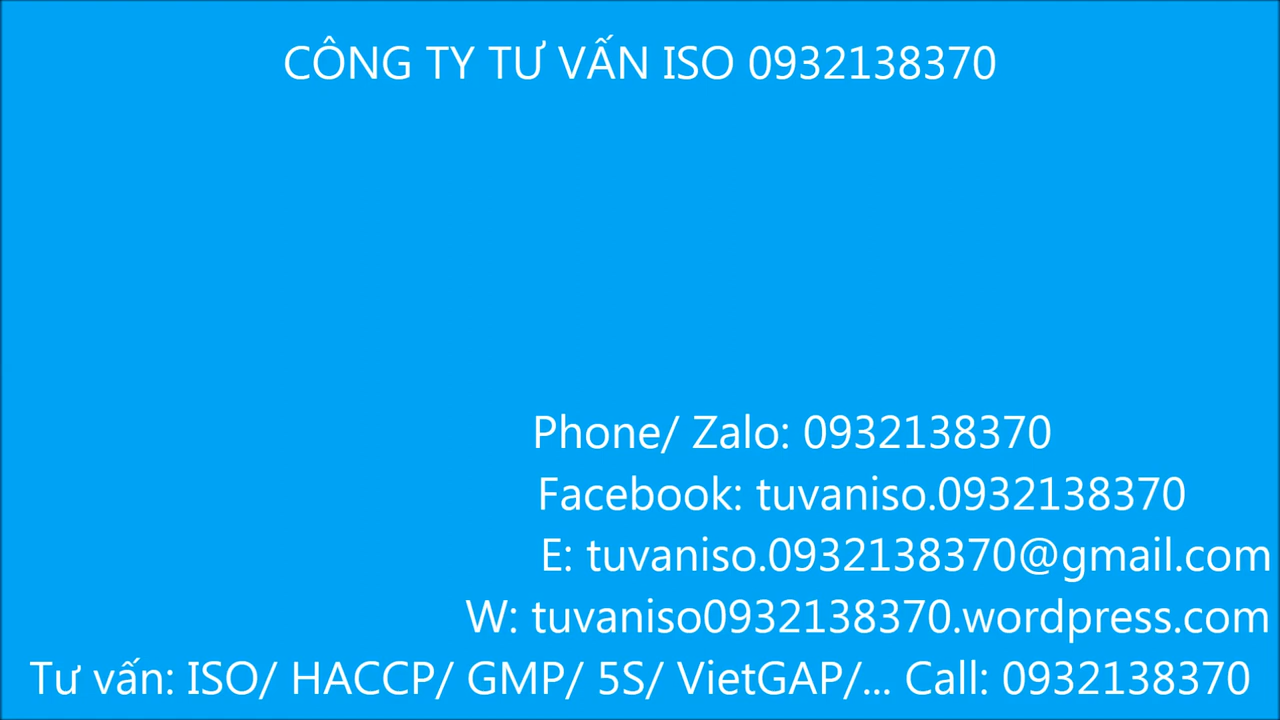 CÔNG TY TƯ VẤN ISO 0932138370
Phone/ Zalo: 0932138370
Facebook: tuvaniso.0932138370
E: tuvaniso.0932138370@gmail.com
W: tuvaniso0932138370.wordpress.com
Tư vấn: ISO/ HACCP/ GMP/ 5S/ VietGAP/... Call: 0932138370